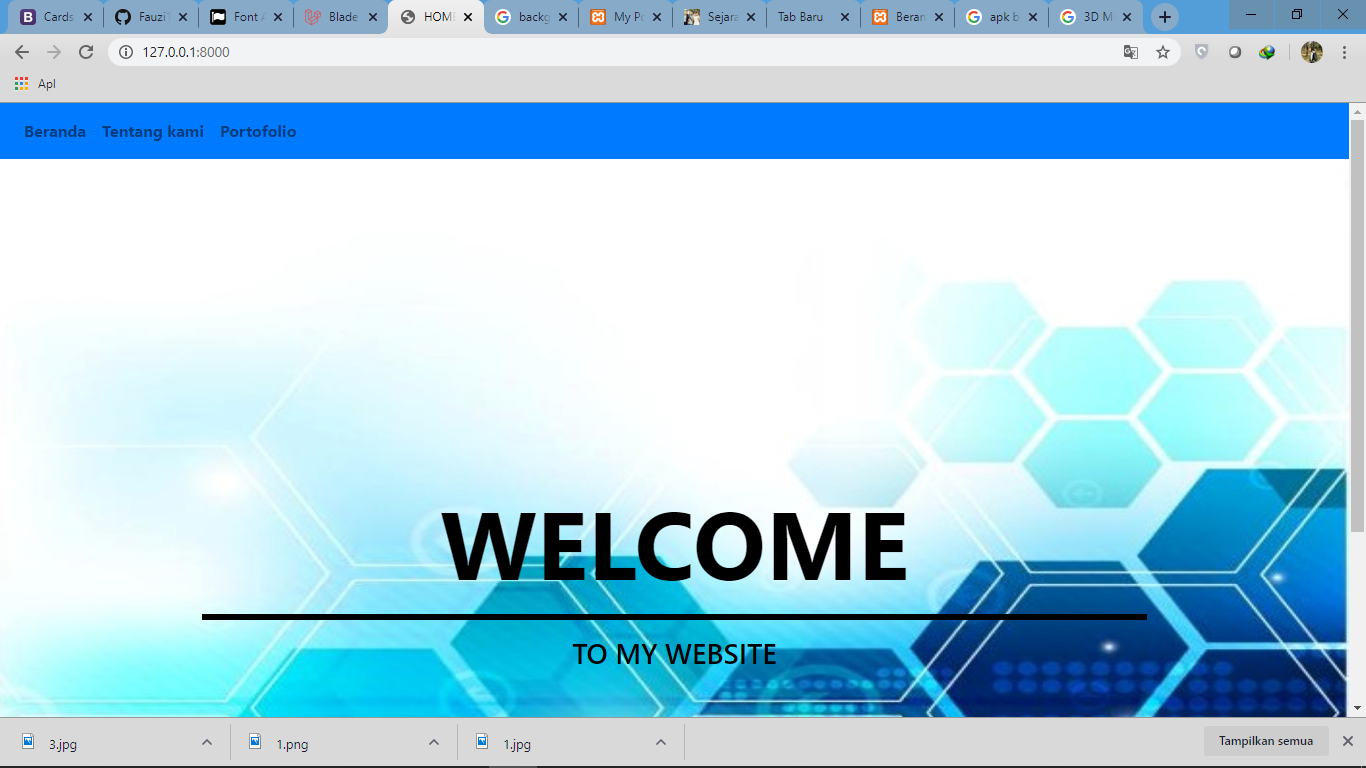 Cards
Fauzi
Font A
Blade
HOME
backg
My Po
Sejara
Tab Baru
Beran
apk b
3D M
127.0.0.1:8000
Apl
Beranda Tentang kami Portofolio
WELCOME
TO MY WEBSITE
3.jpg
1.png
1.jpg
Tampilkan semua